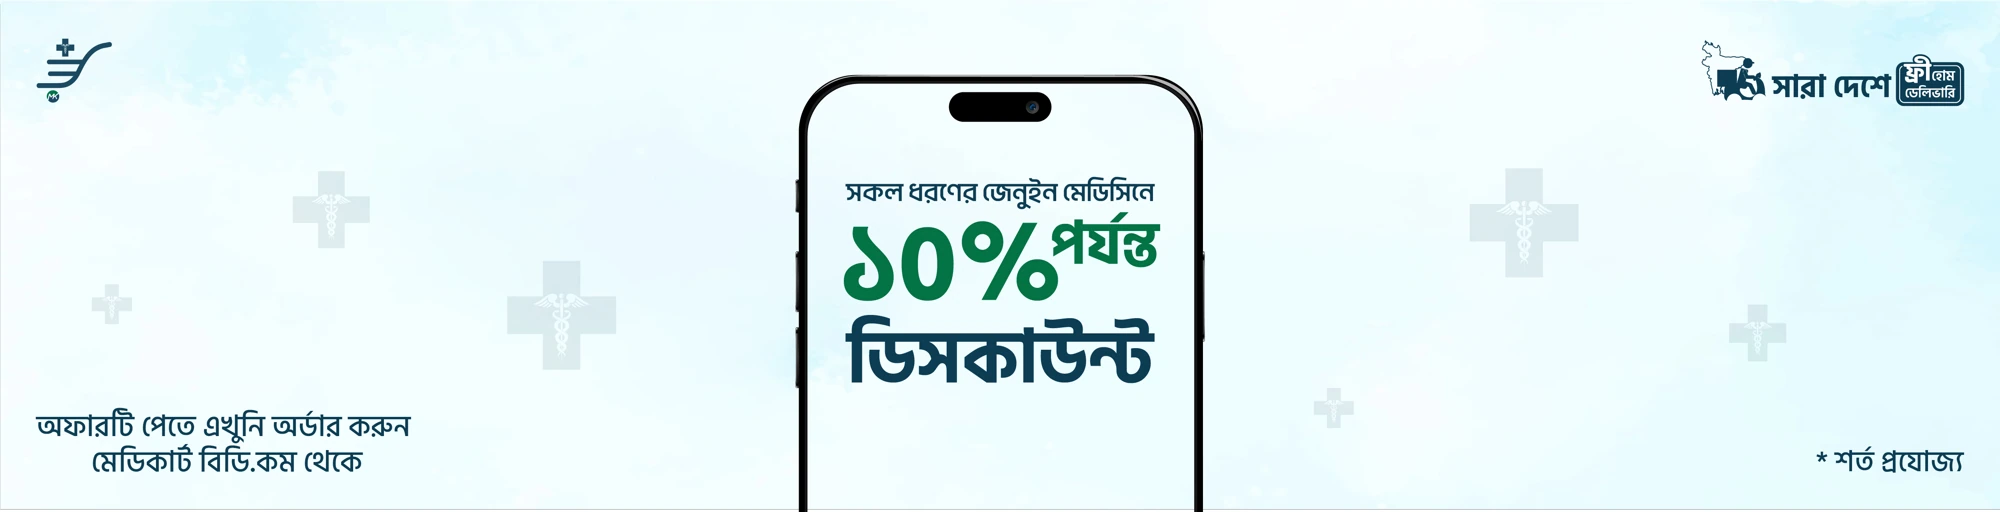 সারা দেশে ফ্রী হোম ডেলিভারি
সকল ধরণের জেনুইন মেডিসিনে
১০% পর্যন্ত
ডিসকাউন্ট
অফারটি পেতে এখুনি অর্ডার করুন
মেডিকার্ট বিডি.কম থেকে
* শর্ত প্রযোজ্য